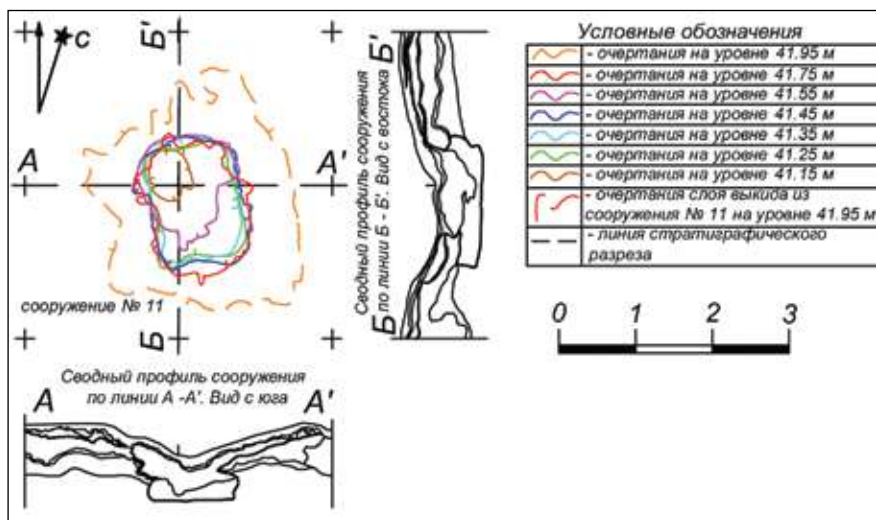 С
Б'
А
А'
сооружение № 11
Б
Б'
Сводный профиль сооружения
по линии Б - Б'. Вид с востока
Б
Сводный профиль сооружения
по линии А -А'. Вид с юга
А
А'
Условные обозначения
- очертания на уровне 41.95 м
- очертания на уровне 41.75 м
- очертания на уровне 41.55 м
- очертания на уровне 41.45 м
- очертания на уровне 41.35 м
- очертания на уровне 41.25 м
- очертания на уровне 41.15 м
- очертания слоя выкида из
сооружения № 11 на уровне 41.95 м
- линия стратиграфического
разреза
0 1 2 3